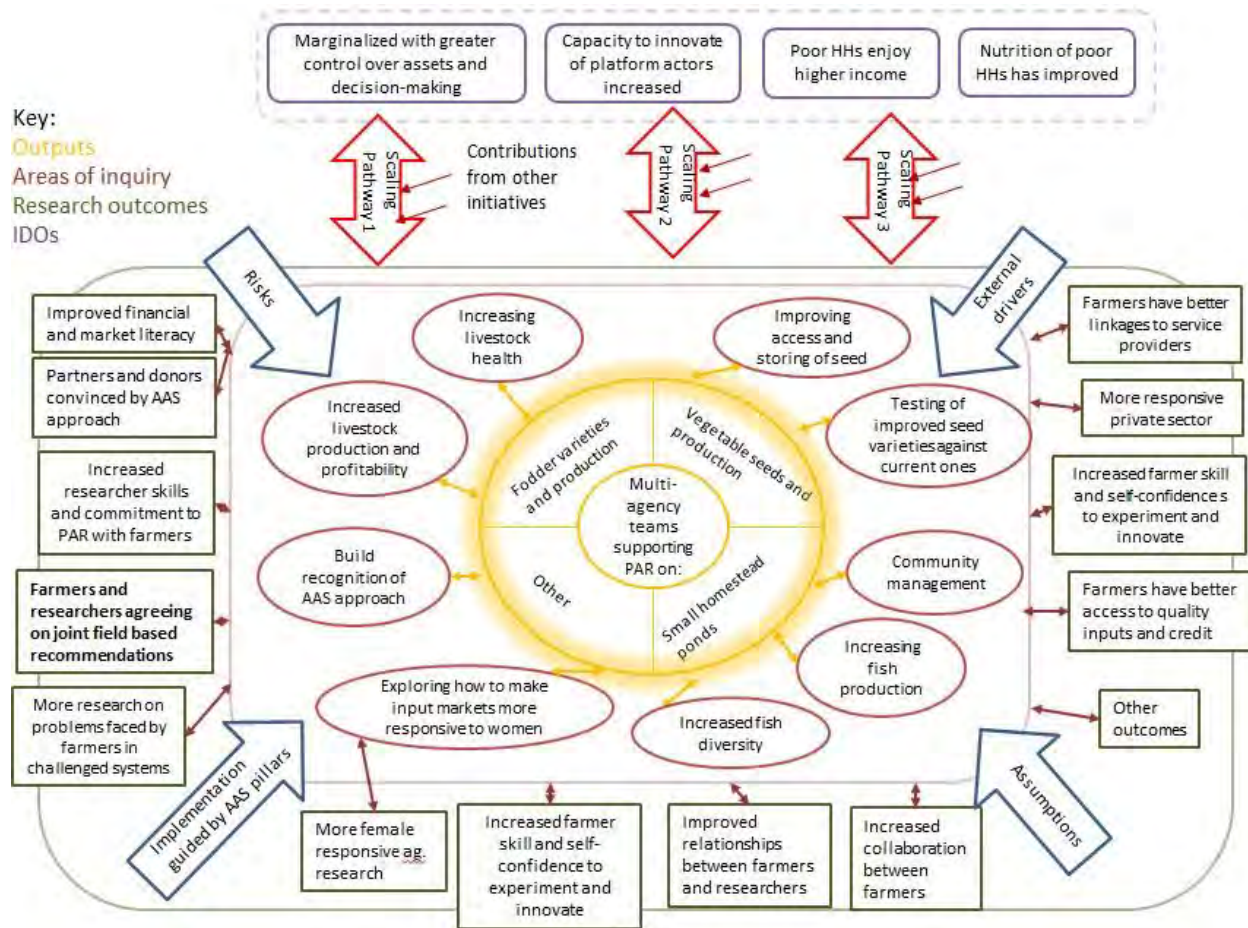 Marginalized with greater
control over assets and
decision-making
Capacity to innovate
of platform actors
increased
Poor HHs enjoy
higher income
Nutrition of poor
HHs has improved
Key:
Outputs
Areas of inquiry
Research outcomes
IDOs
Scaling
Pathway 1
Contributions
from other
initiatives
Scaling
Pathway 2
Scaling
Pathway 3
Risks
External
drivers
Improved financial
and market literacy
Partners and donors
convinced by AAS
approach
Increased
researcher skills
and commitment to
PAR with farmers
Farmers and
researchers agreeing
on joint field based
recommendations
More research on
problems faced by
farmers in
challenged systems
Increasing
livestock
health
Improving
access and
storing of seed
Increased
livestock
production and
profitability
Testing of
improved seed
varieties against
current ones
Build
recognition of
AAS approach
Community
management
Exploring how to make
input markets more
responsive to women
Increased fish
diversity
Increasing
fish
production
Fodder varieties
and production
Vegetable seeds and
production
Multi-
agency
teams
supporting
PAR on:
Other
Small homestead
ponds
Farmers have better
linkages to service
providers
More responsive
private sector
Increased farmer skill
and self-confidence s
to experiment and
innovate
Farmers have better
access to quality
inputs and credit
Other
outcomes
Implementation
guided by AAS pillars
Assumptions
More female
responsive ag.
research
Increased farmer
skill and self-
confidence to
experiment and
innovate
Improved
relationships
between farmers
and researchers
Increased
collaboration
between
farmers